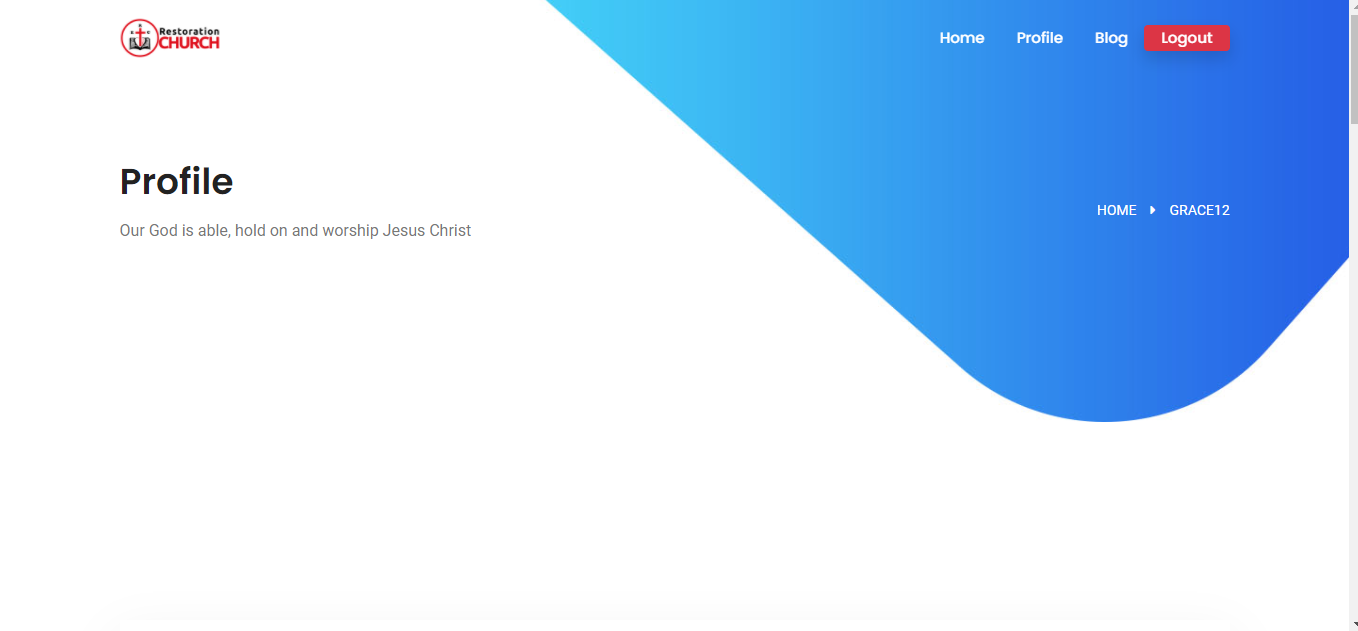 Restoration
CHURCH
Home
Profile
Blog
Logout
Profile
Our God is able, hold on and worship Jesus Christ
HOME
GRACE12